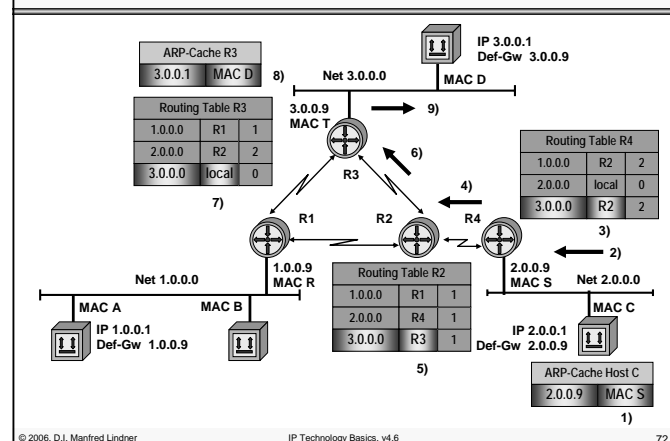 IP 3.0.0.1
Def-Gw 3.0.0.9
MAC D
ARP-Cache R3
3.0.0.1 MAC D
8)
Net 3.0.0.0
Routing Table R3
1.0.0.0 R1 1
2.0.0.0 R2 2
3.0.0.0 local 0
7)
3.0.0.9
MAC T
9)
R3
6)
Routing Table R4
1.0.0.0 R2 2
2.0.0.0 local 0
3.0.0.0 R2 2
3)
4)
R1
R2
R4
2)
1.0.0.9
MAC R
Net 1.0.0.0
2.0.0.9
MAC S
Net 2.0.0.0
Routing Table R2
1.0.0.0 R1 1
2.0.0.0 R4 1
3.0.0.0 R3 1
5)
MAC A
MAC B
MAC C
IP 1.0.0.1
Def-Gw 1.0.0.9
IP 2.0.0.1
Def-Gw 2.0.0.9
ARP-Cache Host C
2.0.0.9 MAC S
1)
© 2006, D.I. Manfred Lindner
IP Technology Basics, v4.6
72